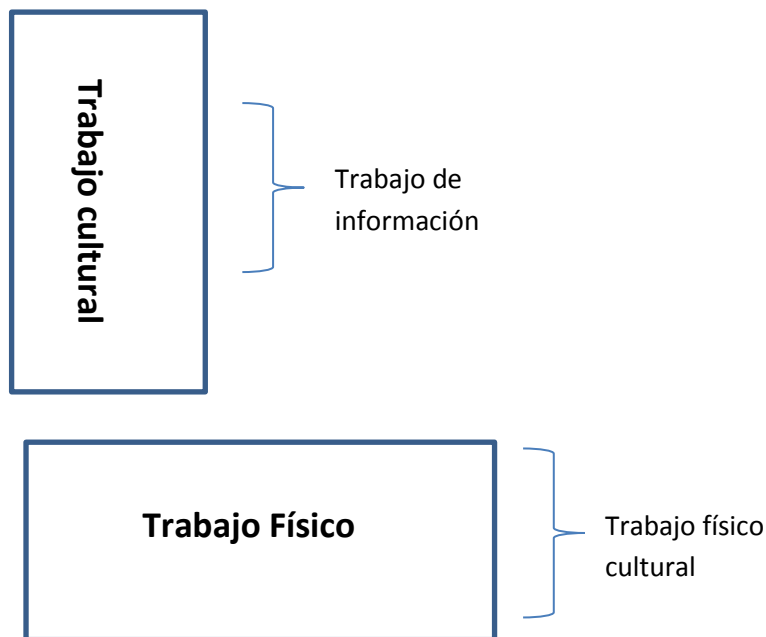 Trabajo cultural
Trabajo de
información
Trabajo Físico
Trabajo físico
cultural